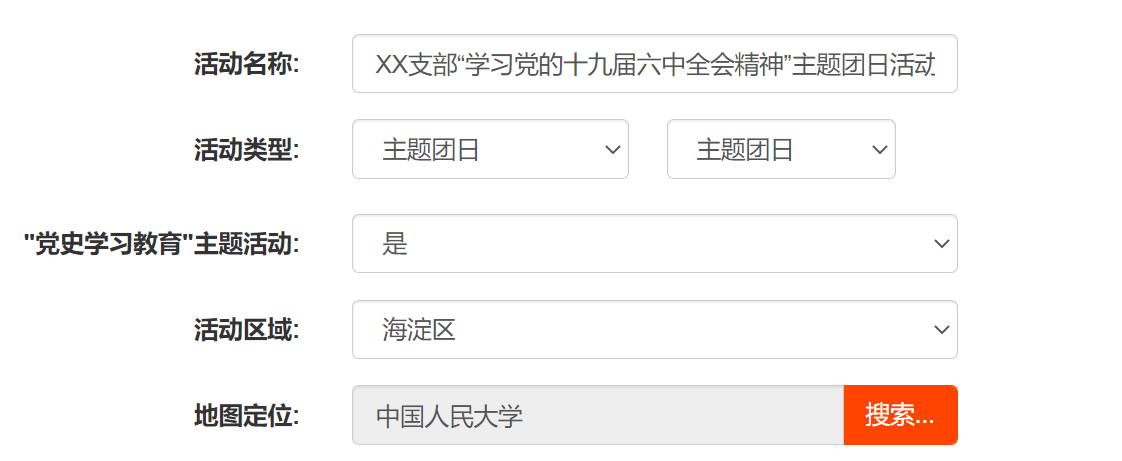 活动名称: XX支部“学习党的十九届六中全会精神”主题团日活动
活动类型: 主题团日 主题团日
"党史学习教育"主题活动: 是
活动区域: 海淀区
地图定位: 中国人民大学 搜索...